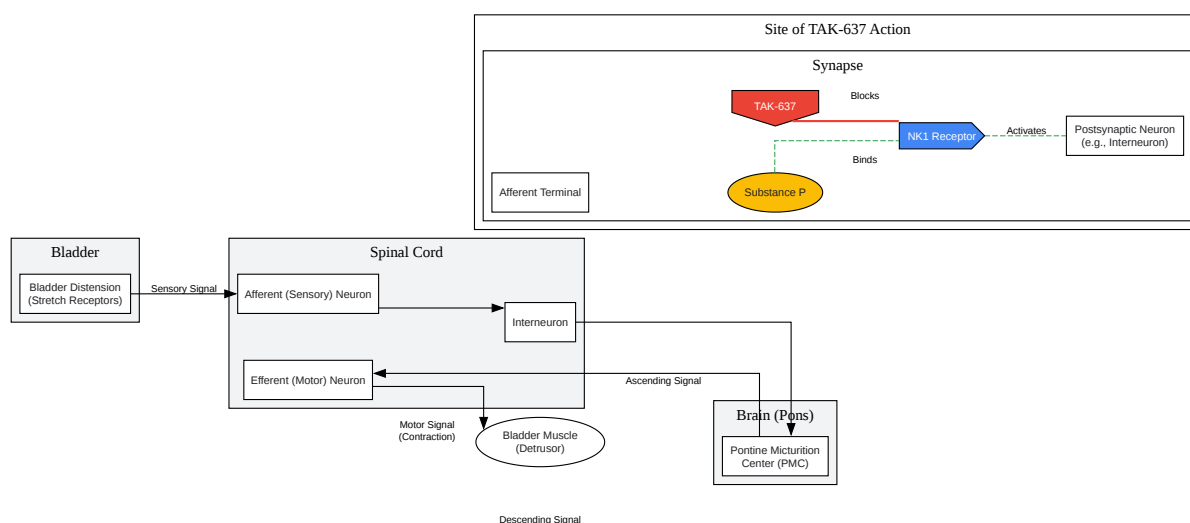 Site of TAK-637 Action
Synapse
TAK-637
Blocks
NK1 Receptor
Activates
Postsynaptic Neuron
(e.g., Interneuron)
Binds
Afferent Terminal
Substance P
Bladder
Bladder Distension
(Stretch Receptors)
Sensory Signal
Spinal Cord
Afferent (Sensory) Neuron
Interneuron
Efferent (Motor) Neuron
Ascending Signal
Motor Signal
(Contraction)
Bladder Muscle
(Detrusor)
Brain (Pons)
Pontine Micturition
Center (PMC)
Descending Signal